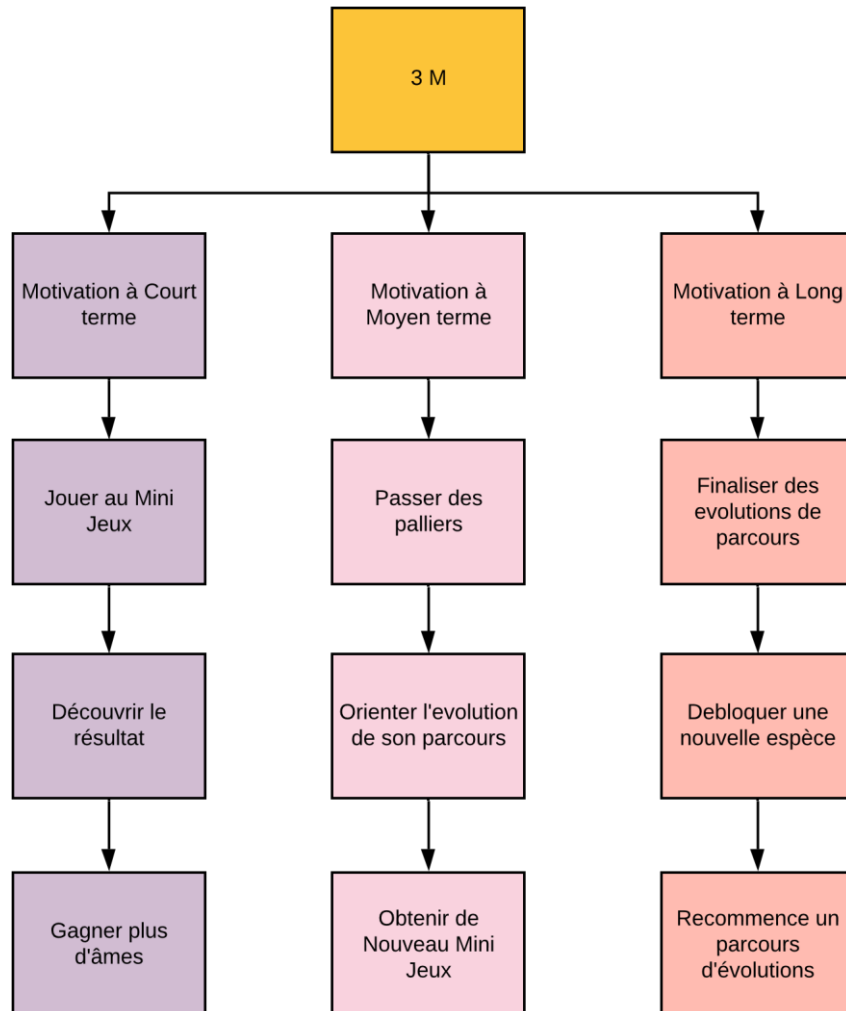 3 M
Motivation à Court
terme
Motivation à
Moyen terme
Motivation à Long
terme
Jouer au Mini
Jeux
Passer des
palliers
Finaliser des
evolutions de
parcours
Découvrir le
résultat
Orienter l'evolution
de son parcours
Debloquer une
nouvelle espèce
Gagner plus
d'âmes
Obtenir de
Nouveau Mini
Jeux
Recommence un
parcours
d'évolutions